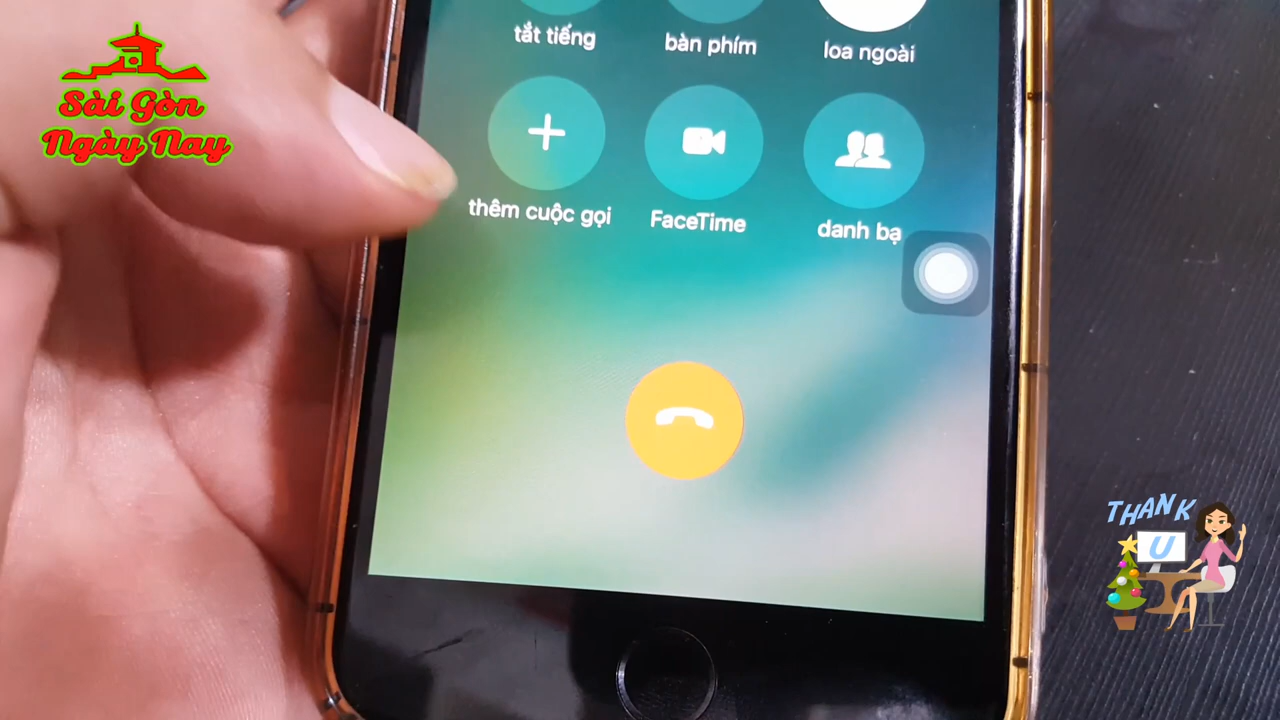 tắt tiếng
bàn phím
loa ngoài
Sài Gòn
Ngày Nay
thêm cuộc gọi
FaceTime
danh bạ
THANK
U